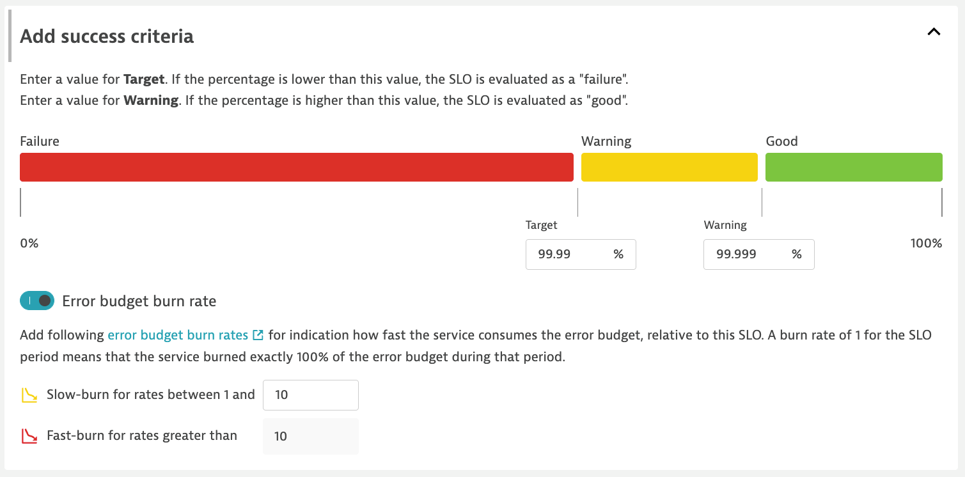 Add success criteria
Enter a value for Target. If the percentage is lower than this value, the SLO is evaluated as a "failure".
Enter a value for Warning. If the percentage is higher than this value, the SLO is evaluated as "good".
Failure Warning Good
Target Warning
0% 99.99 % 99.999 % 100%
Error budget burn rate
Add following error budget burn rates for indication how fast the service consumes the error budget, relative to this SLO. A burn rate of 1 for the SLO
period means that the service burned exactly 100% of the error budget during that period.
Slow-burn for rates between 1 and 10
Fast-burn for rates greater than 10